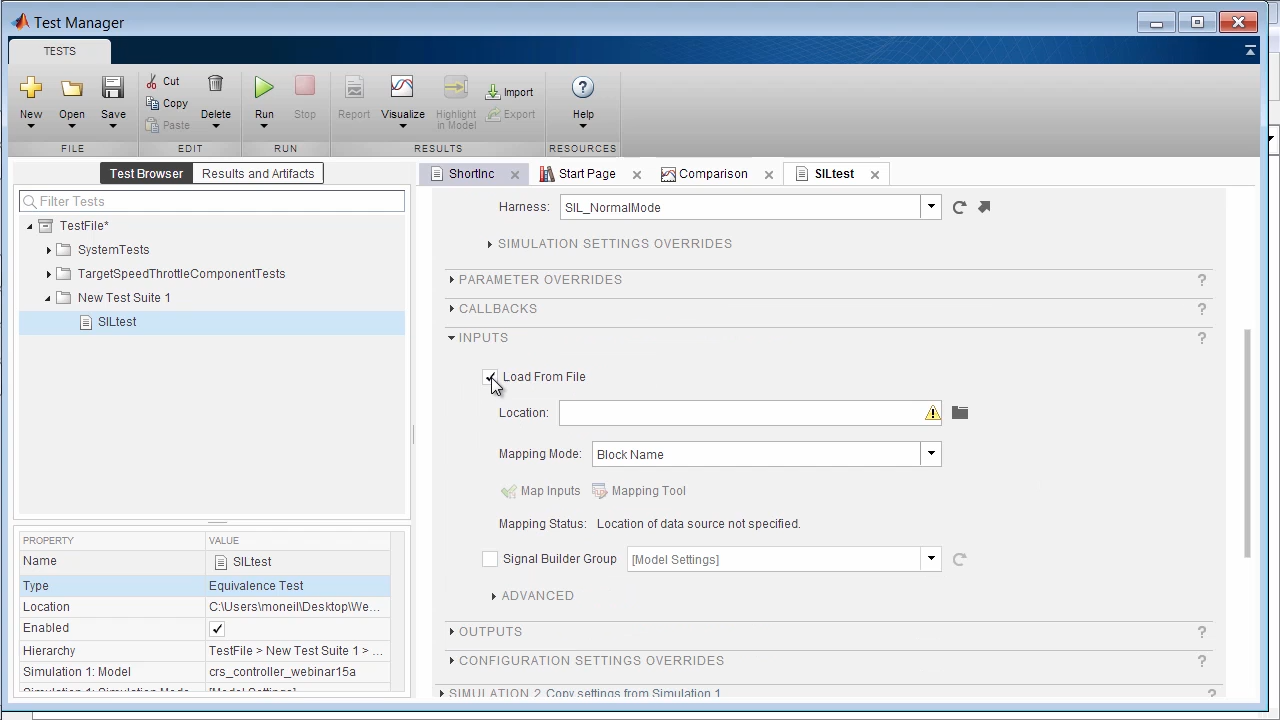 Test Manager
TESTS
New
Open
Save
Cut
Copy
Paste
Delete
Run
Stop
Report
Visualize
Highlight
in Model
Import
Export
Help
FILE
EDIT
RUN
RESULTS
RESOURCES
Test Browser
Results and Artifacts
ShortInc
Start Page
Comparison
SILtest
Filter Tests
TestFile*
SystemTests
TargetSpeedThrottleComponentTests
New Test Suite 1
SILtest
Harness: SIL_NormalMode
SIMULATION SETTINGS OVERRIDES
PARAMETER OVERRIDES ?
CALLBACKS ?
INPUTS ?
Load From File
Location:
Mapping Mode: Block Name
Map Inputs Mapping Tool
Mapping Status: Location of data source not specified.
Signal Builder Group [Model Settings]
ADVANCED
OUTPUTS ?
CONFIGURATION SETTINGS OVERRIDES ?
SIMULATION 2 Copy settings from Simulation 1 ?
PROPERTY VALUE
Name SILtest
Type Equivalence Test
Location C:\Users\moneil\Desktop\We...
Enabled
Hierarchy TestFile > New Test Suite 1 > ...
Simulation 1: Model crs_controller_webinar15a
Simulation 1: Simulation Mode [Model Settings]